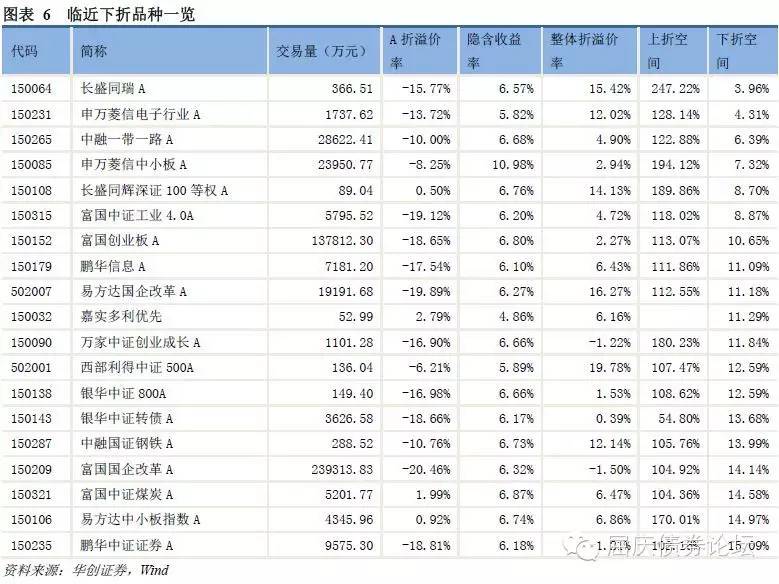 图表 6 临近下折品种一览
代码 简称 交易量（万元） A 折溢价率 隐含收益率 整体折溢价率 上折空间 下折空间
150064 长盛同瑞 A 366.51 -15.77% 6.57% 15.42% 247.22% 3.96%
150231 申万菱信电子行业 A 1737.62 -13.72% 5.82% 12.02% 128.14% 4.31%
150265 中融一带一路 A 28622.41 -10.00% 6.68% 4.90% 122.88% 6.39%
150085 申万菱信中小板 A 23950.77 -8.25% 10.98% 2.94% 194.12% 7.32%
150108 长盛同辉深证 100 等权 A 89.04 0.50% 6.76% 14.13% 189.86% 8.70%
150315 富国中证工业 4.0A 5795.52 -19.12% 6.20% 4.72% 118.02% 8.87%
150152 富国创业板 A 137812.30 -18.65% 6.80% 2.27% 113.07% 10.65%
150179 鹏华信息 A 7181.20 -17.54% 6.10% 6.43% 111.86% 11.09%
502007 易方达国企改革 A 19191.68 -19.89% 6.27% 16.27% 112.55% 11.18%
150032 嘉实多利优先 52.99 2.79% 4.86% 6.16% 11.29%
150090 万家中证创业成长 A 1101.28 -16.90% 6.66% -1.22% 180.23% 11.84%
502001 西部利得中证 500A 136.04 -6.21% 5.89% 19.78% 107.47% 12.59%
150138 银华中证 800A 149.40 -16.98% 6.66% 1.53% 108.62% 12.59%
150143 银华中证转债 A 3626.58 -18.66% 6.17% 0.39% 54.80% 13.68%
150287 中融国证钢铁 A 288.52 -10.76% 6.73% 12.14% 105.76% 13.99%
150209 富国国企改革 A 239313.83 -20.46% 6.32% -1.50% 104.92% 14.14%
150321 富国中证煤炭 A 5201.77 1.99% 6.87% 6.47% 104.36% 14.58%
150106 易方达中小板指数 A 4345.96 0.92% 6.74% 6.86% 170.01% 14.97%
150235 鹏华中证证券 A 9575.30 -18.81% 6.18% 15.09%
屈庆债券论坛
资料来源：华创证券，Wind